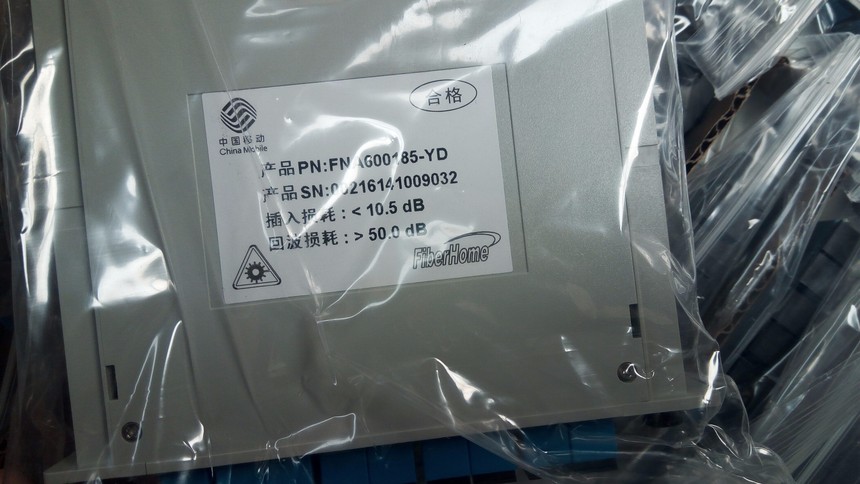 合格
中国移动
China Mobile
产品PN:FNA600185-YD
产品SN:
插入损耗:< 10.5 dB
回波损耗:> 50.0 dB
FiberHome